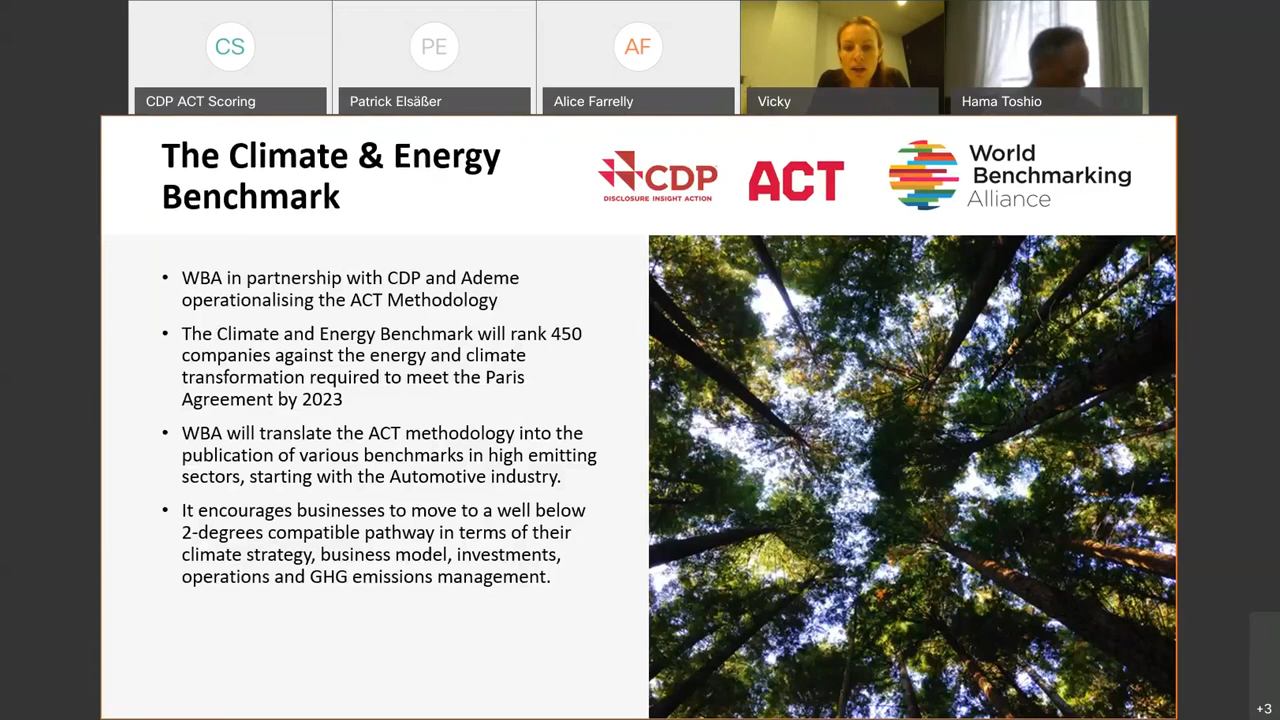 CS
PE
AF
CDP ACT Scoring
Patrick Elsäßer
Alice Farrelly
Vicky
Hama Toshio
The Climate & Energy
Benchmark
CDP
DISCLOSURE INSIGHT ACTION
ACT
World
Benchmarking
Alliance
• WBA in partnership with CDP and Ademe
operationalising the ACT Methodology
• The Climate and Energy Benchmark will rank 450
companies against the energy and climate
transformation required to meet the Paris
Agreement by 2023
• WBA will translate the ACT methodology into the
publication of various benchmarks in high emitting
sectors, starting with the Automotive industry.
• It encourages businesses to move to a well below
2-degrees compatible pathway in terms of their
climate strategy, business model, investments,
operations and GHG emissions management.
+3